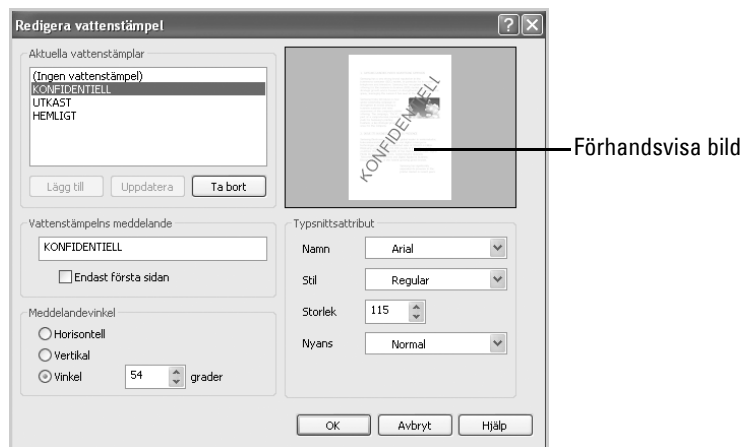 Redigera vattenstämpel
Aktuella vattenstämplar
(Ingen vattenstämpel)
KONFIDENTIELL
UTKAST
HEMLIGT
Lägg till Uppdatera Ta bort
KONFIDENTIELL
Förhandsvisa bild
Vattenstämpelns meddelande
KONFIDENTIELL
Endast första sidan
Meddelandevinkel
Horisontell
Vertikal
Vinkel 54 grader
Typsnittsattribut
Namn Arial
Stil Regular
Storlek 115
Nyans Normal
OK Avbryt Hjälp